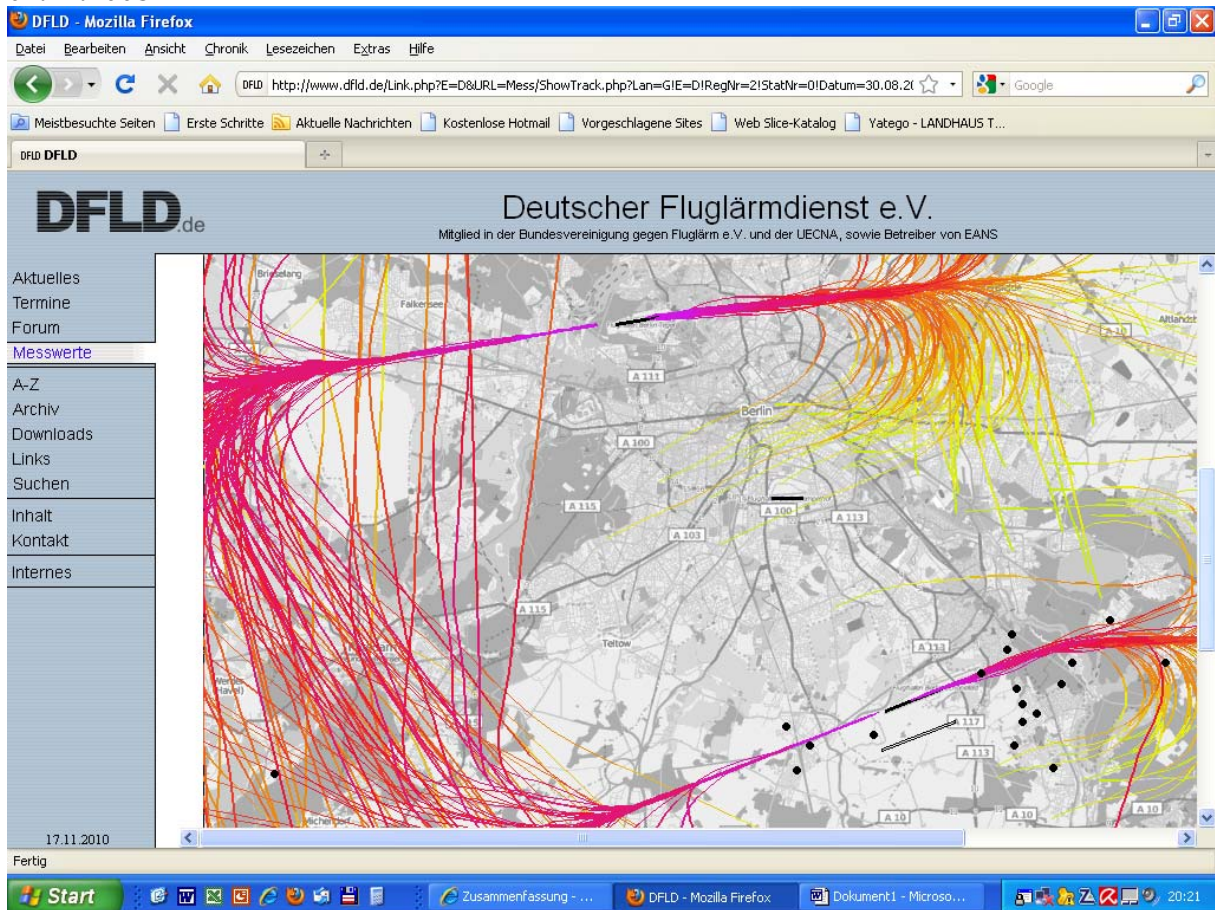 DFLD - Mozilla Firefox
Datei Bearbeiten Ansicht Chronik Lesezeichen Extras Hilfe
DFLD http://www.dfld.de/Link.php?E=D&URL=Mess/ShowTrack.php?Lan=G!E=D!RegNr=2!StatNr=0!Datum=30.08.2( Google
Meistbesuchte Seiten Erste Schritte Aktuelle Nachrichten Kostenlose Hotmail Vorgeschlagene Sites Web Slice-Katalog Yatego - LANDHAUS T...
DFLD DFLD
DFLD.de
Deutscher Fluglärmdienst e.V.
Mitglied in der Bundesvereinigung gegen Fluglärm e.V. und der UECNA, sowie Betreiber von EANS
Aktuelles
Termine
Forum
Messwerte
A-Z
Archiv
Downloads
Links
Suchen
Inhalt
Kontakt
Internes
17.11.2010
Brieselang
Falkensee
A 10
Altlandsb
A 111
Berlin
A 100
A 115
A 100
A 113
A 103
A 115
Teltow
A 113
Werder
(Havel)
A 117
A 113
Michendorf
A 10
A 10
A 10
Fertig
Start Zusammenfassung - ... DFLD - Mozilla Firefox Dokument1 - Microso... 20:21